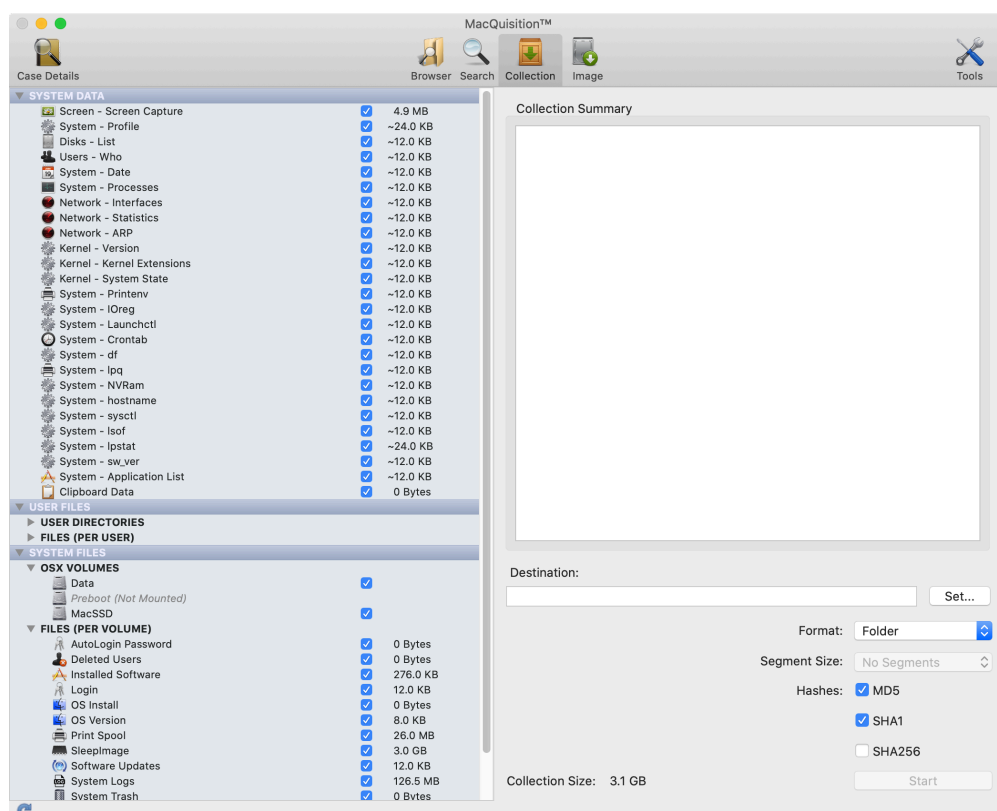 MacQuisition™
Case Details
Browser Search Collection Image Tools
SYSTEM DATA
Screen - Screen Capture 4.9 MB
System - Profile ~24.0 KB
Disks - List ~12.0 KB
Users - Who ~12.0 KB
System - Date ~12.0 KB
System - Processes ~12.0 KB
Network - Interfaces ~12.0 KB
Network - Statistics ~12.0 KB
Network - ARP ~12.0 KB
Kernel - Version ~12.0 KB
Kernel - Kernel Extensions ~12.0 KB
Kernel - System State ~12.0 KB
System - Printenv ~12.0 KB
System - IOreg ~12.0 KB
System - Launchctl ~12.0 KB
System - Crontab ~12.0 KB
System - df ~12.0 KB
System - lpq ~12.0 KB
System - NVRam ~12.0 KB
System - hostname ~12.0 KB
System - sysctl ~12.0 KB
System - lsof ~12.0 KB
System - lpstat ~24.0 KB
System - sw_ver ~12.0 KB
System - Application List ~12.0 KB
Clipboard Data 0 Bytes
USER FILES
USER DIRECTORIES
FILES (PER USER)
SYSTEM FILES
OSX VOLUMES
Data
Preboot (Not Mounted)
MacSSD
FILES (PER VOLUME)
AutoLogin Password 0 Bytes
Deleted Users 0 Bytes
Installed Software 276.0 KB
Login 12.0 KB
OS Install 0 Bytes
OS Version 8.0 KB
Print Spool 26.0 MB
SleepImage 3.0 GB
Software Updates 12.0 KB
System Logs 126.5 MB
System Trash 0 Bytes
Collection Summary
Destination:
Set...
Format: Folder
Segment Size: No Segments
Hashes: MD5
SHA1
SHA256
Collection Size: 3.1 GB
Start